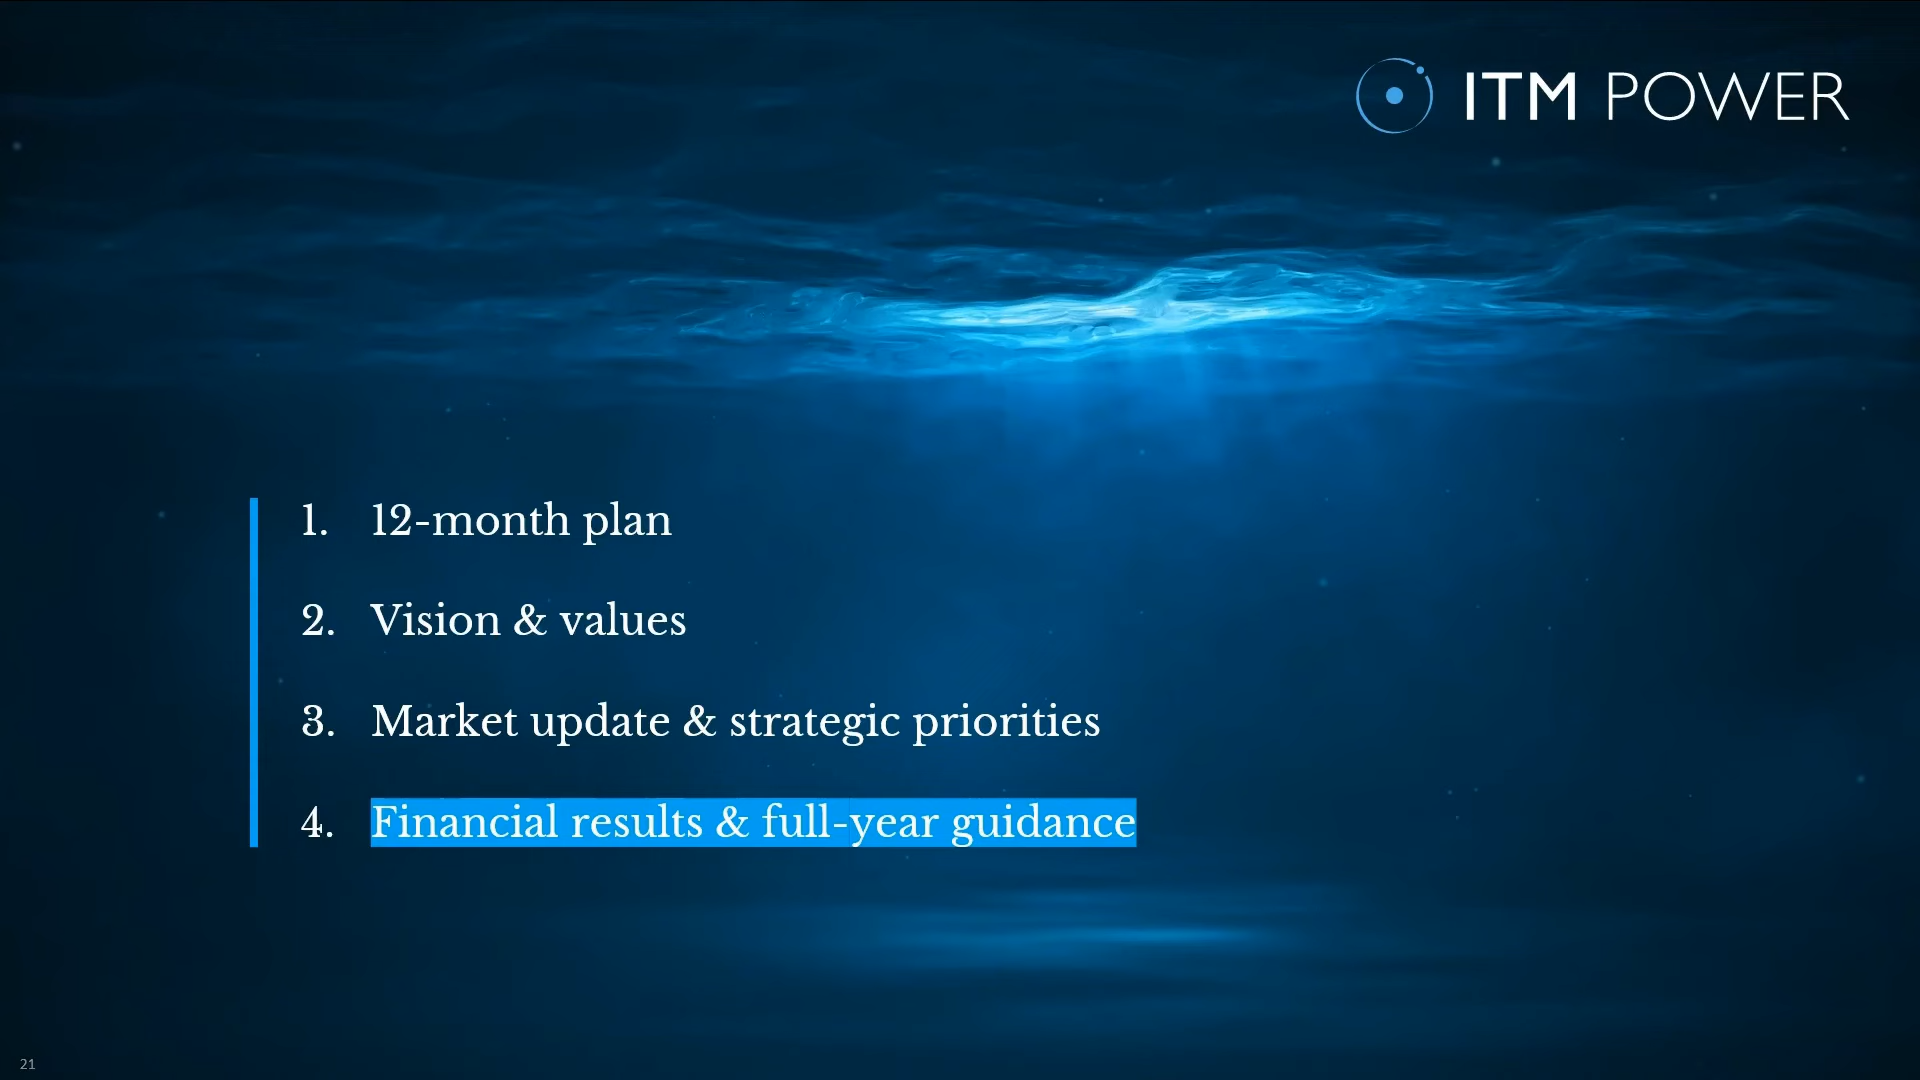 ITM POWER
1. 12-month plan
2. Vision & values
3. Market update & strategic priorities
4. Financial results & full-year guidance
21